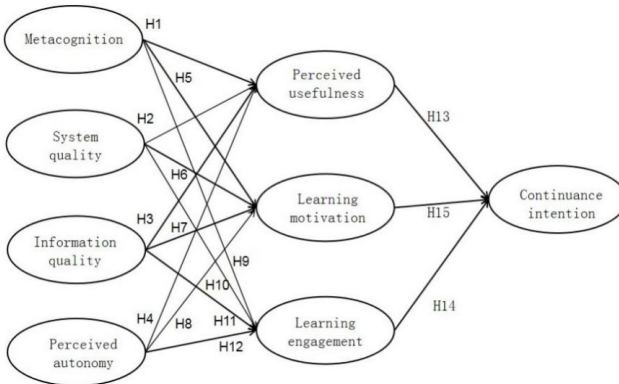 Metacognition
H1
H5
Perceived
usefulness
H13
System
quality
H2
H6
Learning
motivation
H15
Continuance
intention
Information
quality
H3
H7
H9
H10
H14
Perceived
autonomy
H4
H8
H11
H12
Learning
engagement